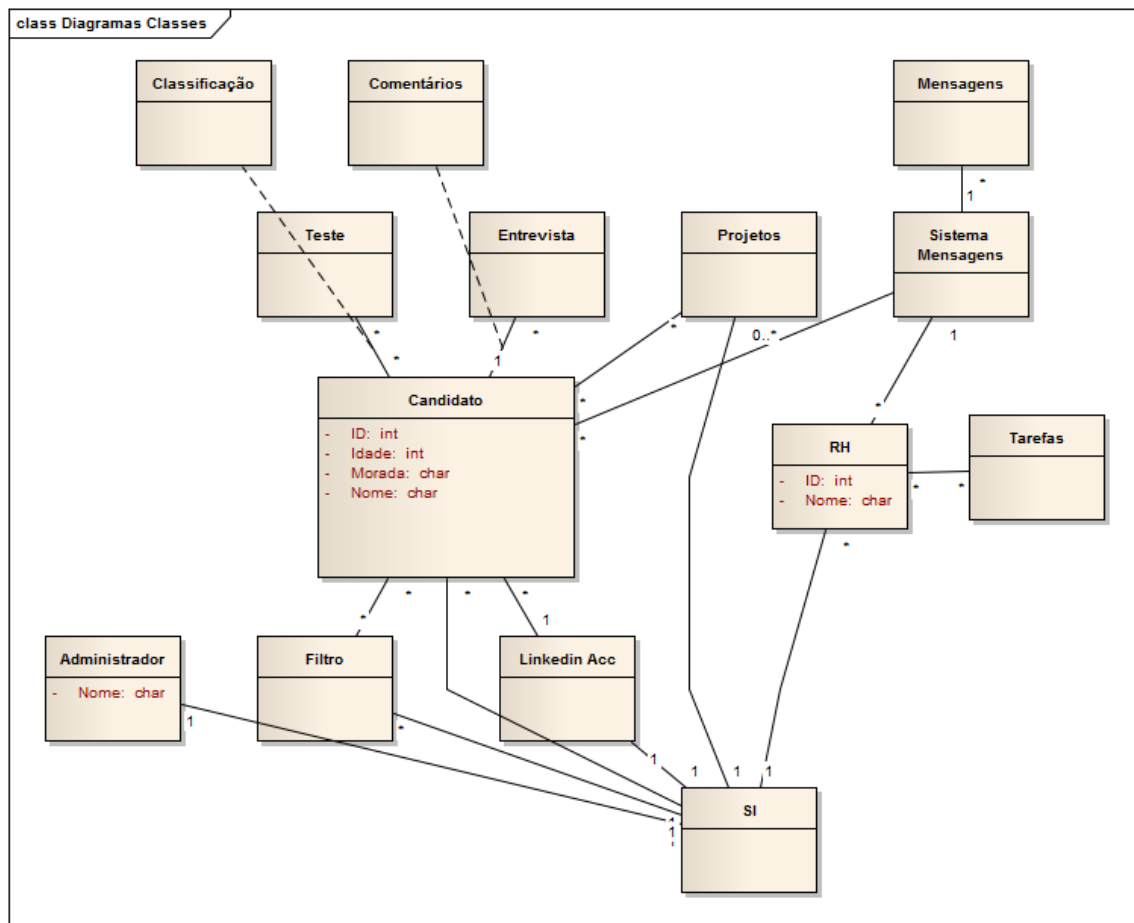 class Diagramas Classes
Classificação
Comentários
Mensagens
*
1
Teste
Entrevista
Projetos
Sistema
Mensagens
*
*
*
0..*
1
*
1
*
*
*
Candidato
- ID: int
- Idade: int
- Morada: char
- Nome: char
RH
- ID: int
- Nome: char
Tarefas
*
*
*
*
*
*
*
1
Administrador
- Nome: char
Filtro
Linkedin Acc
1
*
1
1
1
1
SI
1
1